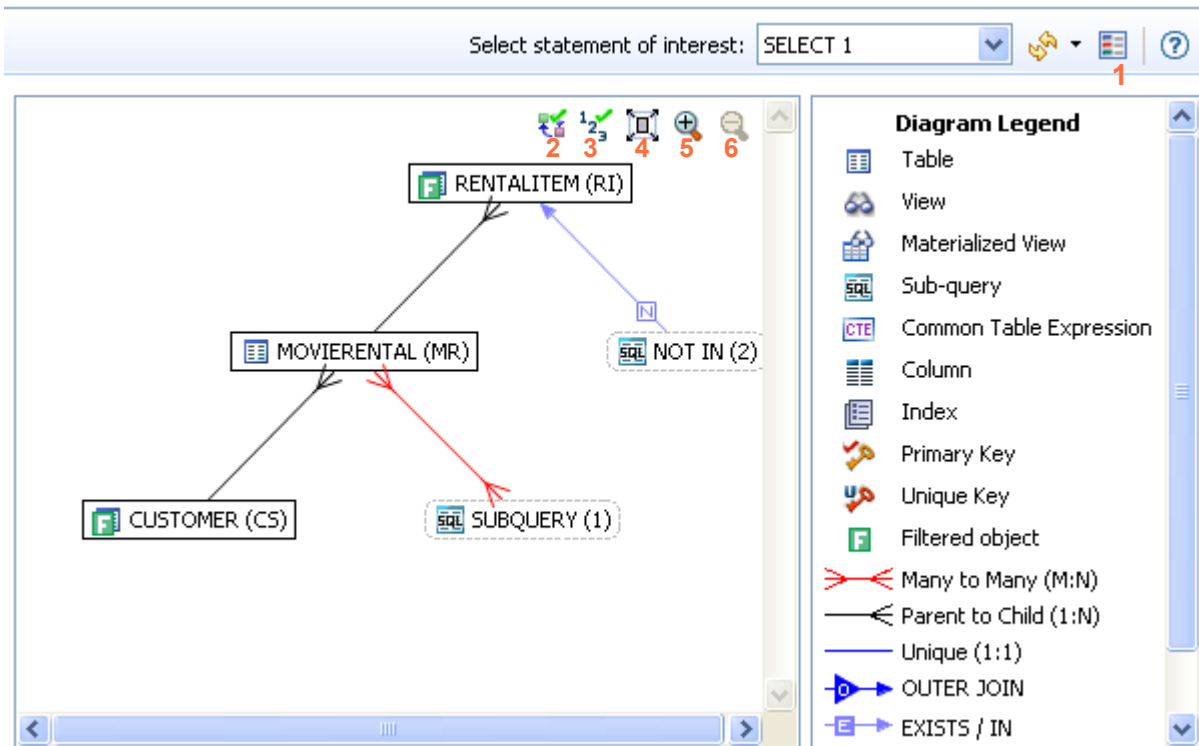 Select statement of interest: SELECT 1
1
2 3 4 5 6
RENTALITEM (RI)
N
MOVIERENTAL (MR)
SQL NOT IN (2)
F CUSTOMER (CS)
SQL SUBQUERY (1)
Diagram Legend
Table
View
Materialized View
SQL Sub-query
CTE Common Table Expression
Column
Index
Primary Key
Unique Key
F Filtered object
Many to Many (M:N)
Parent to Child (1:N)
Unique (1:1)
O OUTER JOIN
E EXISTS / IN